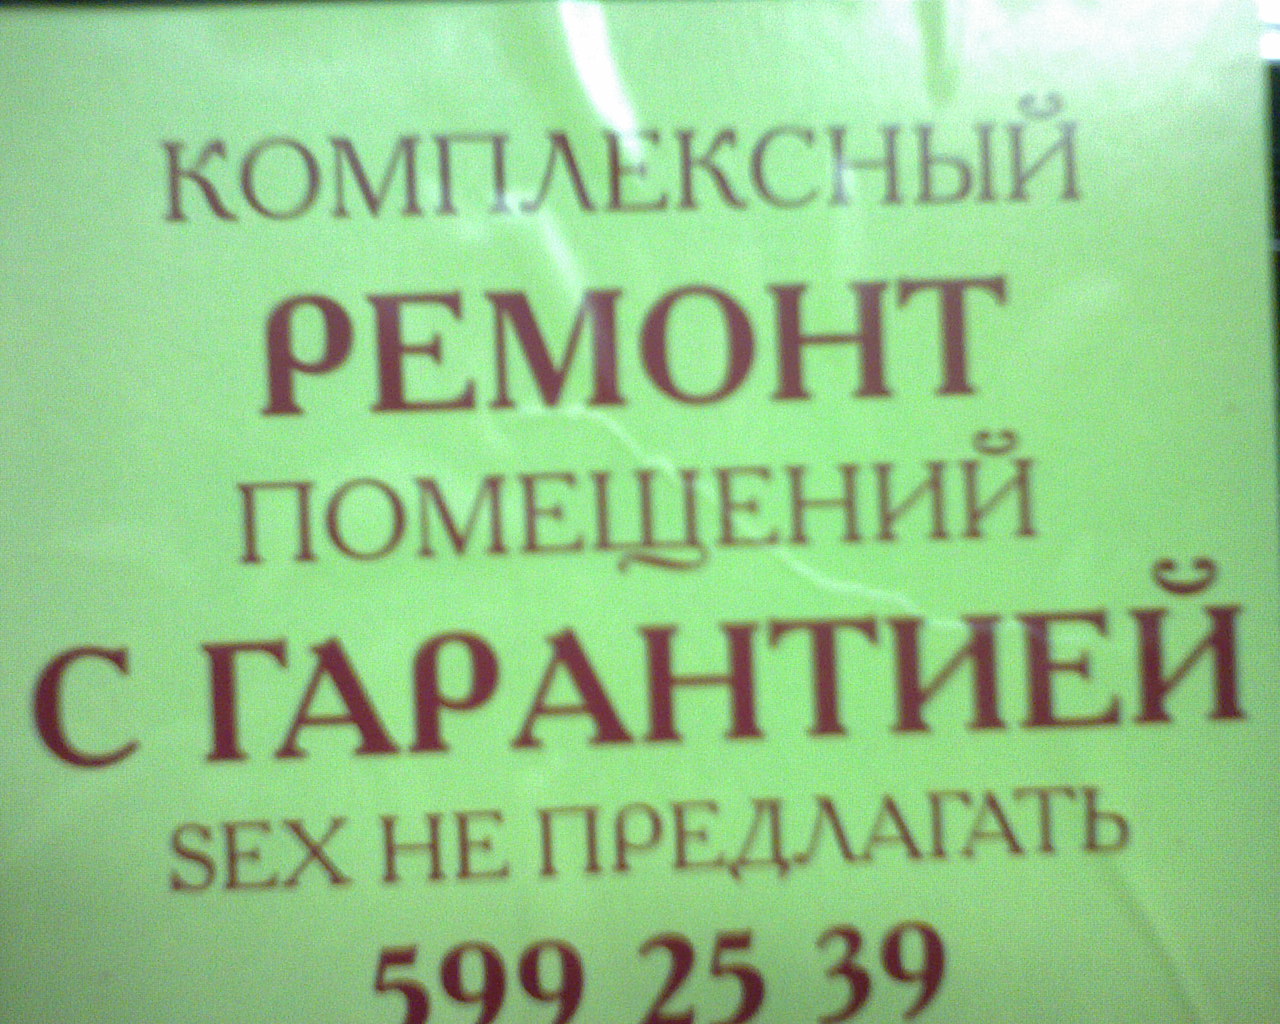 КОМПЛЕКСНЫЙ
РЕМОНТ
ПОМЕЩЕНИЙ
С ГАРАНТИЕЙ
SEX НЕ ПРЕДЛАГАТЬ
599 25 39